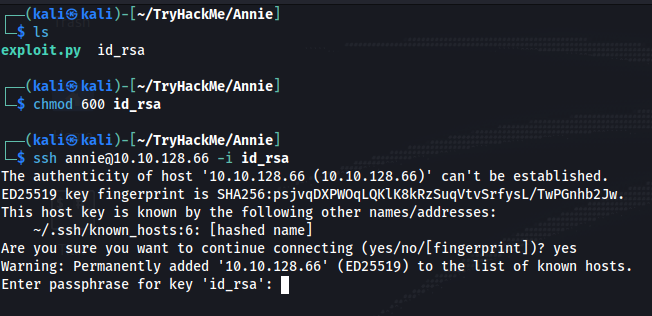 ┌──(kali㉿kali)-[~/TryHackMe/Annie]
└─$ ls
exploit.py  id_rsa
┌──(kali㉿kali)-[~/TryHackMe/Annie]
└─$ chmod 600 id_rsa
┌──(kali㉿kali)-[~/TryHackMe/Annie]
└─$ ssh annie@10.10.128.66 -i id_rsa
The authenticity of host '10.10.128.66 (10.10.128.66)' can't be established.
ED25519 key fingerprint is SHA256:psjvqDXPWOqLQKlK8kRzSuqVtvSrfysL/TwPGnhb2Jw.
This host key is known by the following other names/addresses:
    ~/.ssh/known_hosts:6: [hashed name]
Are you sure you want to continue connecting (yes/no/[fingerprint])? yes
Warning: Permanently added '10.10.128.66' (ED25519) to the list of known hosts.
Enter passphrase for key 'id_rsa':